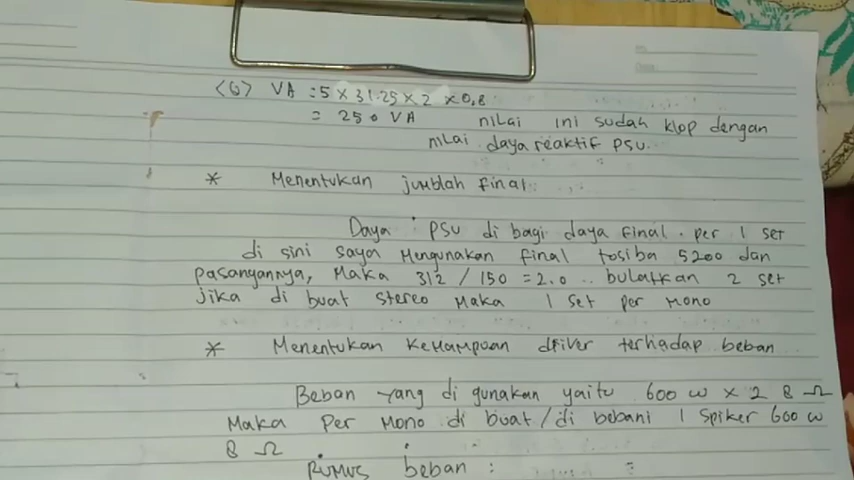 <6> VA = 5 x 31.25 x 2 x 0,8
= 250 VA nilai ini sudah klop dengan
nilai daya reaktif PSU.
* Menentukan jumblah final
Daya PSU di bagi daya final per 1 set
di sini saya Mengunakan final tosiba 5200 dan
pasangannya, Maka 312 / 150 = 2.0 .. bulatkan 2 set
jika di buat stereo Maka 1 set per mono
* Menentukan Kemampuan driver terhadap beban
Beban yang di gunakan yaitu 600 w x 2 8 Ω
Maka Per Mono di buat / di bebani 1 Spiker 600 w
8 Ω
Rumus beban :